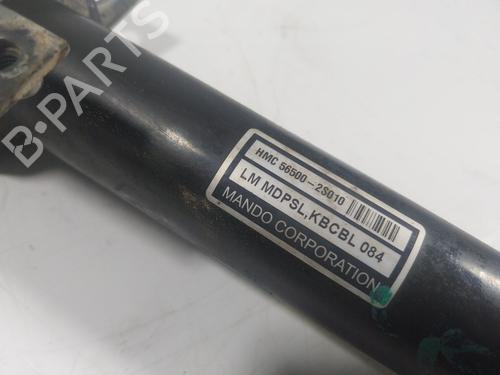 B-PARTS
HMC 56500-2S010
LM MDPSL,KBCBL 084
MANDO CORPORATION